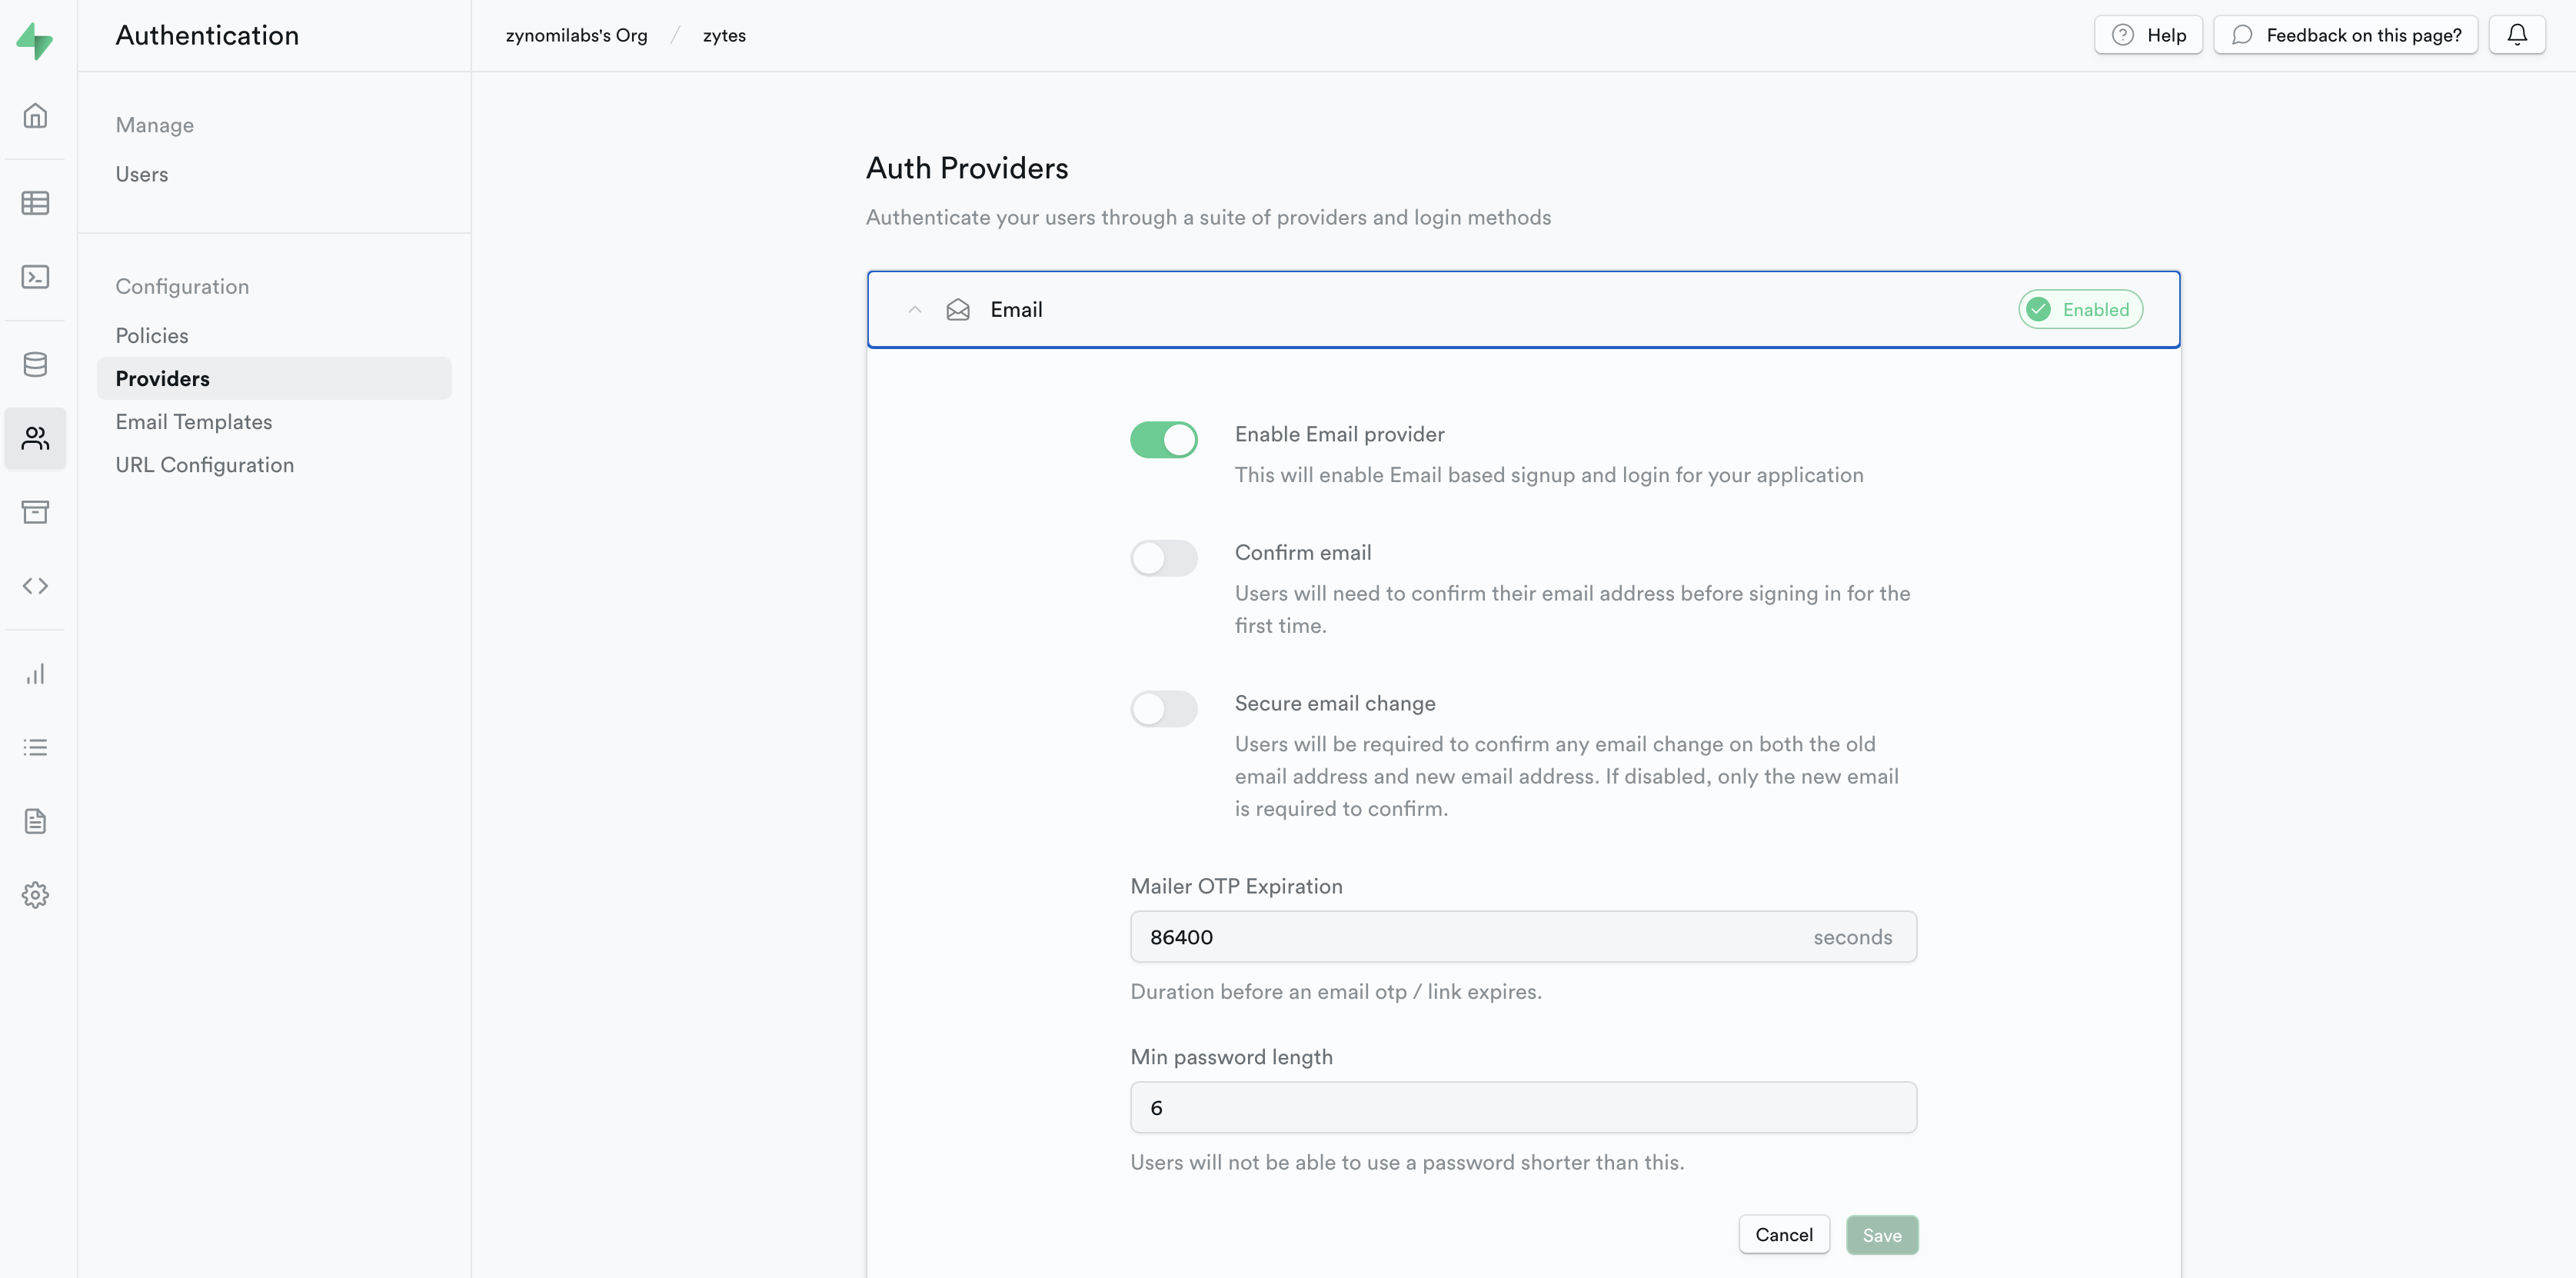 Authentication
zynomilabs's Org / zytes
Help
Feedback on this page?
Manage
Users
Configuration
Policies
Providers
Email Templates
URL Configuration
Auth Providers
Authenticate your users through a suite of providers and login methods
Email
Enabled
Enable Email provider
This will enable Email based signup and login for your application
Confirm email
Users will need to confirm their email address before signing in for the
first time.
Secure email change
Users will be required to confirm any email change on both the old
email address and new email address. If disabled, only the new email
is required to confirm.
Mailer OTP Expiration
86400 seconds
Duration before an email otp / link expires.
Min password length
6
Users will not be able to use a password shorter than this.
Cancel
Save